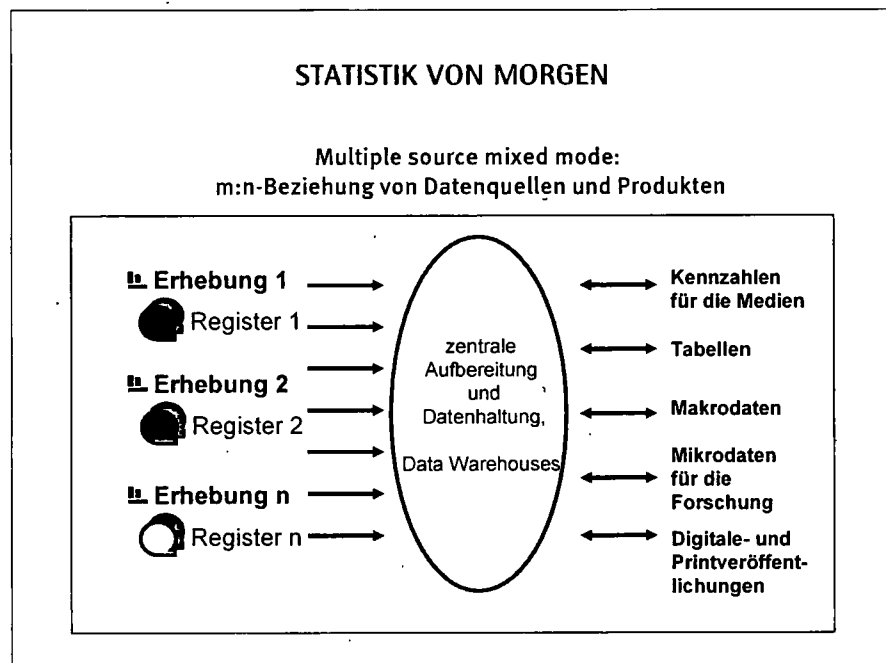 STATISTIK VON MORGEN
Multiple source mixed mode:
m:n-Beziehung von Datenquellen und Produkten
Erhebung 1
Register 1
Erhebung 2
Register 2
Erhebung n
Register n
zentrale
Aufbereitung
und
Datenhaltung,
Data Warehouses
Kennzahlen
für die Medien
Tabellen
Makrodaten
Mikrodaten
für die
Forschung
Digitale- und
Printveröffent-
lichungen